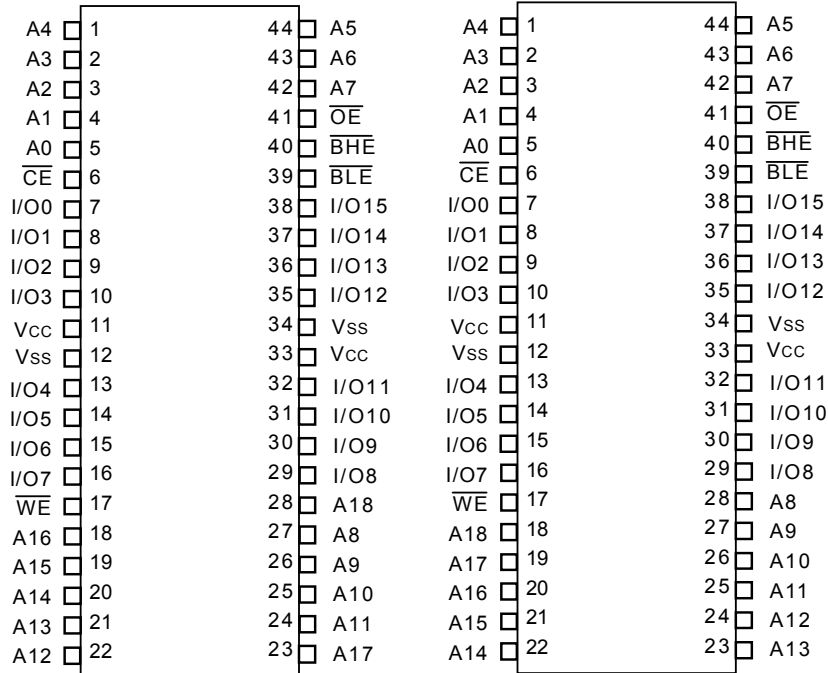 A4 1 44 A5
A3 2 43 A6
A2 3 42 A7
A1 4 41 OE
A0 5 40 BHE
CE 6 39 BLE
I/O0 7 38 I/O15
I/O1 8 37 I/O14
I/O2 9 36 I/O13
I/O3 10 35 I/O12
Vcc 11 34 Vss
Vss 12 33 Vcc
I/O4 13 32 I/O11
I/O5 14 31 I/O10
I/O6 15 30 I/O9
I/O7 16 29 I/O8
WE 17 28 A18
A16 18 27 A8
A15 19 26 A9
A14 20 25 A10
A13 21 24 A11
A12 22 23 A17
A4 1 44 A5
A3 2 43 A6
A2 3 42 A7
A1 4 41 OE
A0 5 40 BHE
CE 6 39 BLE
I/O0 7 38 I/O15
I/O1 8 37 I/O14
I/O2 9 36 I/O13
I/O3 10 35 I/O12
Vcc 11 34 Vss
Vss 12 33 Vcc
I/O4 13 32 I/O11
I/O5 14 31 I/O10
I/O6 15 30 I/O9
I/O7 16 29 I/O8
WE 17 28 A8
A18 18 27 A9
A17 19 26 A10
A16 20 25 A11
A15 21 24 A12
A14 22 23 A13